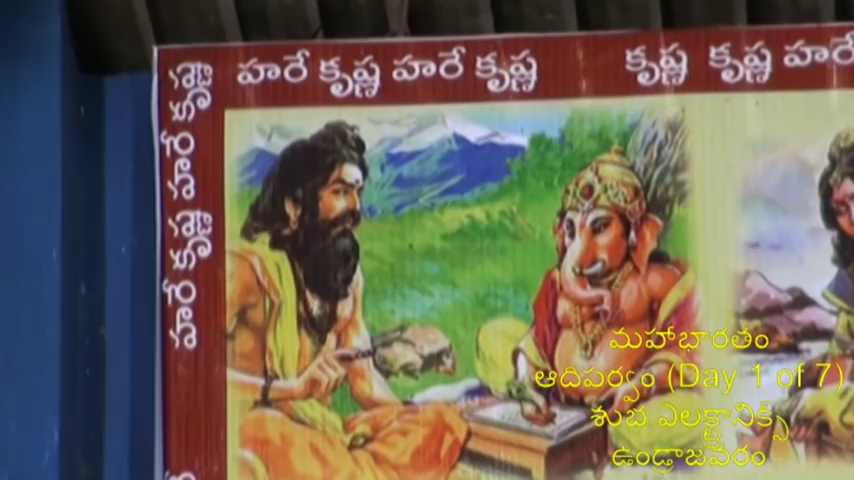 హరే కృష్ణ హరే కృష్ణ
కృష్ణ కృష్ణ హరే
హరే కృష్ణ హరే కృష్ణ
మహాభారతం
ఆదిపర్వం (Day 1 of 7)
శుభ ఎలక్ట్రానిక్స్
ఉండ్రాజవరం